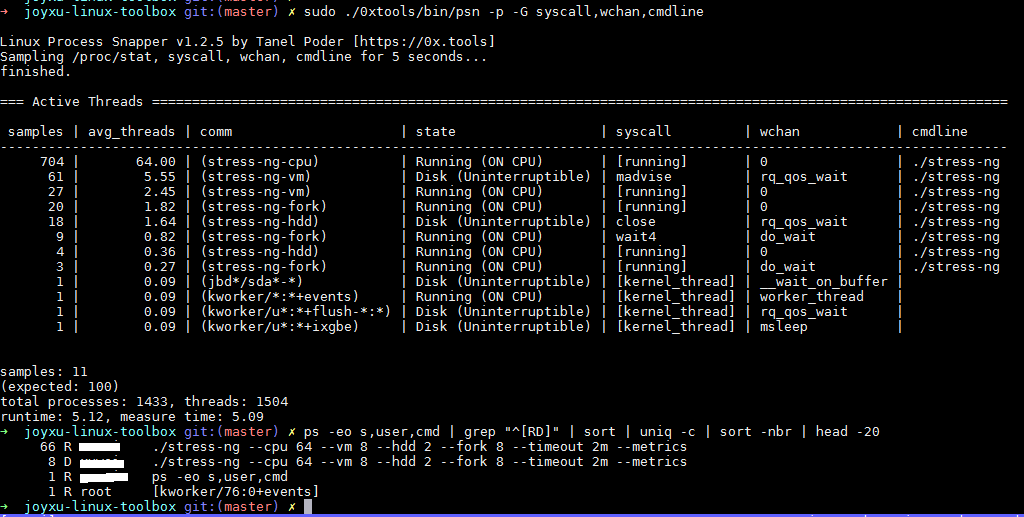 ➜  joyxu-linux-toolbox git:(master) ✗ sudo ./0xtools/bin/psn -p -G syscall,wchan,cmdline
Linux Process Snapper v1.2.5 by Tanel Poder [https://0x.tools]
Sampling /proc/stat, syscall, wchan, cmdline for 5 seconds...
finished.
=== Active Threads ==========================================================================================================
samples | avg_threads | comm                      | state                  | syscall         | wchan            | cmdline
-----------------------------------------------------------------------------------------------------------------------------
704 |       64.00 | (stress-ng-cpu)           | Running (ON CPU)       | [running]       | 0                | ./stress-ng
61 |        5.55 | (stress-ng-vm)            | Disk (Uninterruptible) | madvise         | rq_qos_wait      | ./stress-ng
27 |        2.45 | (stress-ng-vm)            | Running (ON CPU)       | [running]       | 0                | ./stress-ng
20 |        1.82 | (stress-ng-fork)          | Running (ON CPU)       | [running]       | 0                | ./stress-ng
18 |        1.64 | (stress-ng-hdd)           | Disk (Uninterruptible) | close           | rq_qos_wait      | ./stress-ng
9 |        0.82 | (stress-ng-fork)          | Running (ON CPU)       | wait4           | do_wait          | ./stress-ng
4 |        0.36 | (stress-ng-hdd)           | Running (ON CPU)       | [running]       | 0                | ./stress-ng
3 |        0.27 | (stress-ng-fork)          | Running (ON CPU)       | [running]       | do_wait          | ./stress-ng
1 |        0.09 | (jbd*/sda*-*)             | Disk (Uninterruptible) | [kernel_thread] | __wait_on_buffer |
1 |        0.09 | (kworker/*:*+events)      | Running (ON CPU)       | [kernel_thread] | worker_thread    |
1 |        0.09 | (kworker/u*:*+flush-*:*)  | Disk (Uninterruptible) | [kernel_thread] | rq_qos_wait      |
1 |        0.09 | (kworker/u*:*+ixgbe)      | Disk (Uninterruptible) | [kernel_thread] | msleep           |
samples: 11
(expected: 100)
total processes: 1433, threads: 1504
runtime: 5.12, measure time: 5.09
➜  joyxu-linux-toolbox git:(master) ✗ ps -eo s,user,cmd | grep "^[RD]" | sort | uniq -c | sort -nbr | head -20
66 R ./stress-ng --cpu 64 --vm 8 --hdd 2 --fork 8 --timeout 2m --metrics
8 D ./stress-ng --cpu 64 --vm 8 --hdd 2 --fork 8 --timeout 2m --metrics
1 R ps -eo s,user,cmd
1 R root     [kworker/76:0+events]
➜  joyxu-linux-toolbox git:(master) ✗